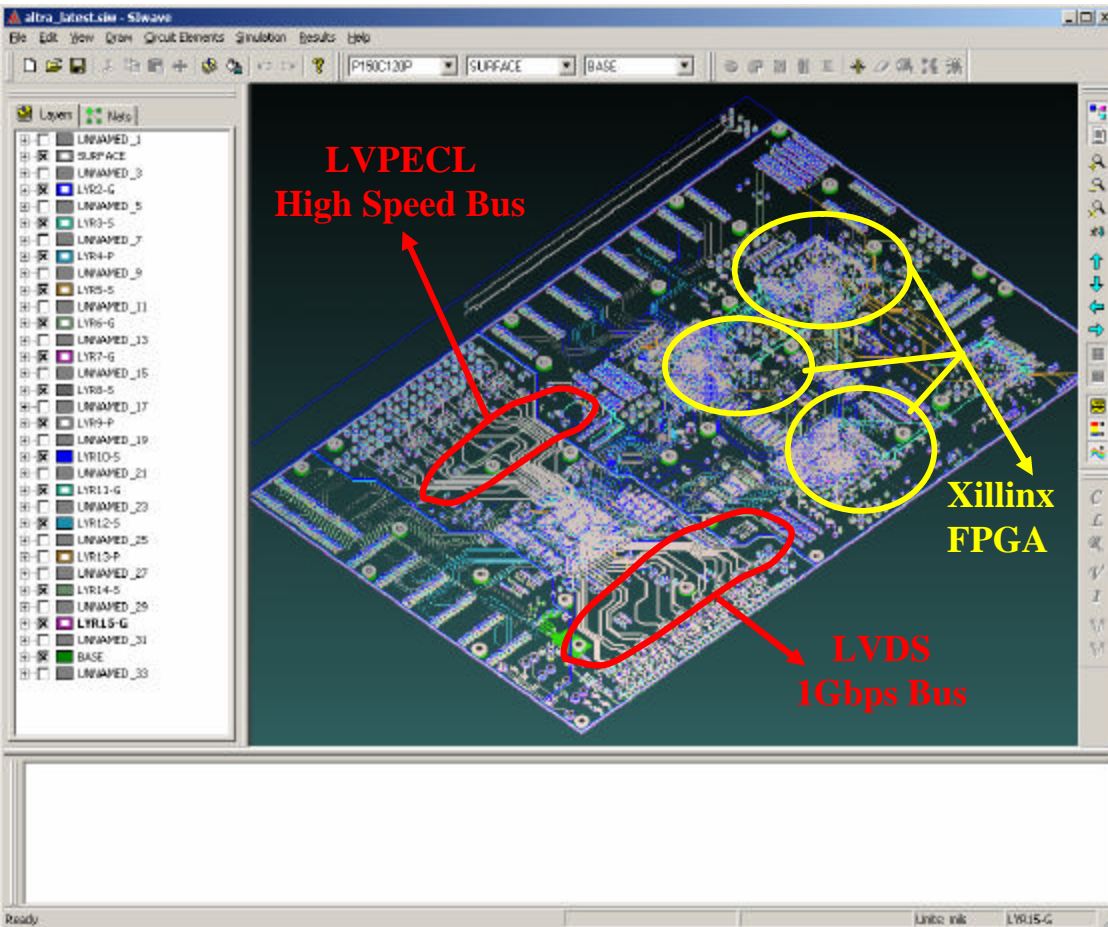 altra_latest.siw - SIwave
File Edit View Draw Circuit Elements Simulation Results Help
P150C120P SURFACE BASE
Layers Nets
UNNAMED_1
SURFACE
UNNAMED_3
LYR2-G
UNNAMED_5
LYR3-S
UNNAMED_7
LYR4-P
UNNAMED_9
LYR5-S
UNNAMED_11
LYR6-G
UNNAMED_13
LYR7-G
UNNAMED_15
LYR8-S
UNNAMED_17
LYR9-P
UNNAMED_19
LYR10-S
UNNAMED_21
LYR11-G
UNNAMED_23
LYR12-S
UNNAMED_25
LYR13-P
UNNAMED_27
LYR14-S
UNNAMED_29
LYR15-G
UNNAMED_31
BASE
UNNAMED_33
LVPECL
High Speed Bus
Xillinx
FPGA
LVDS
1Gbps Bus
C
L
R
V
I
Ready
Units: mils LYR15-G